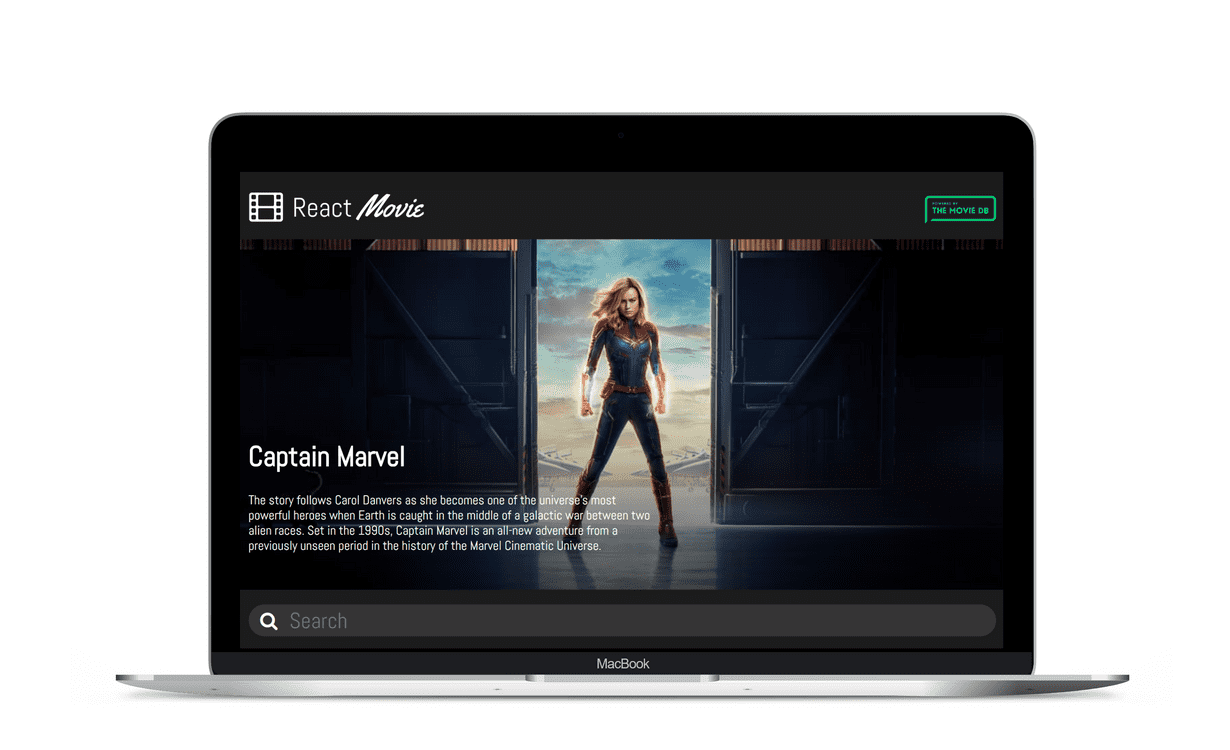 React Movie
POWERED BY
THE MOVIE DB
Captain Marvel
The story follows Carol Danvers as she becomes one of the universe's most
powerful heroes when Earth is caught in the middle of a galactic war between two
alien races. Set in the 1990s, Captain Marvel is an all-new adventure from a
previously unseen period in the history of the Marvel Cinematic Universe.
Search
MacBook